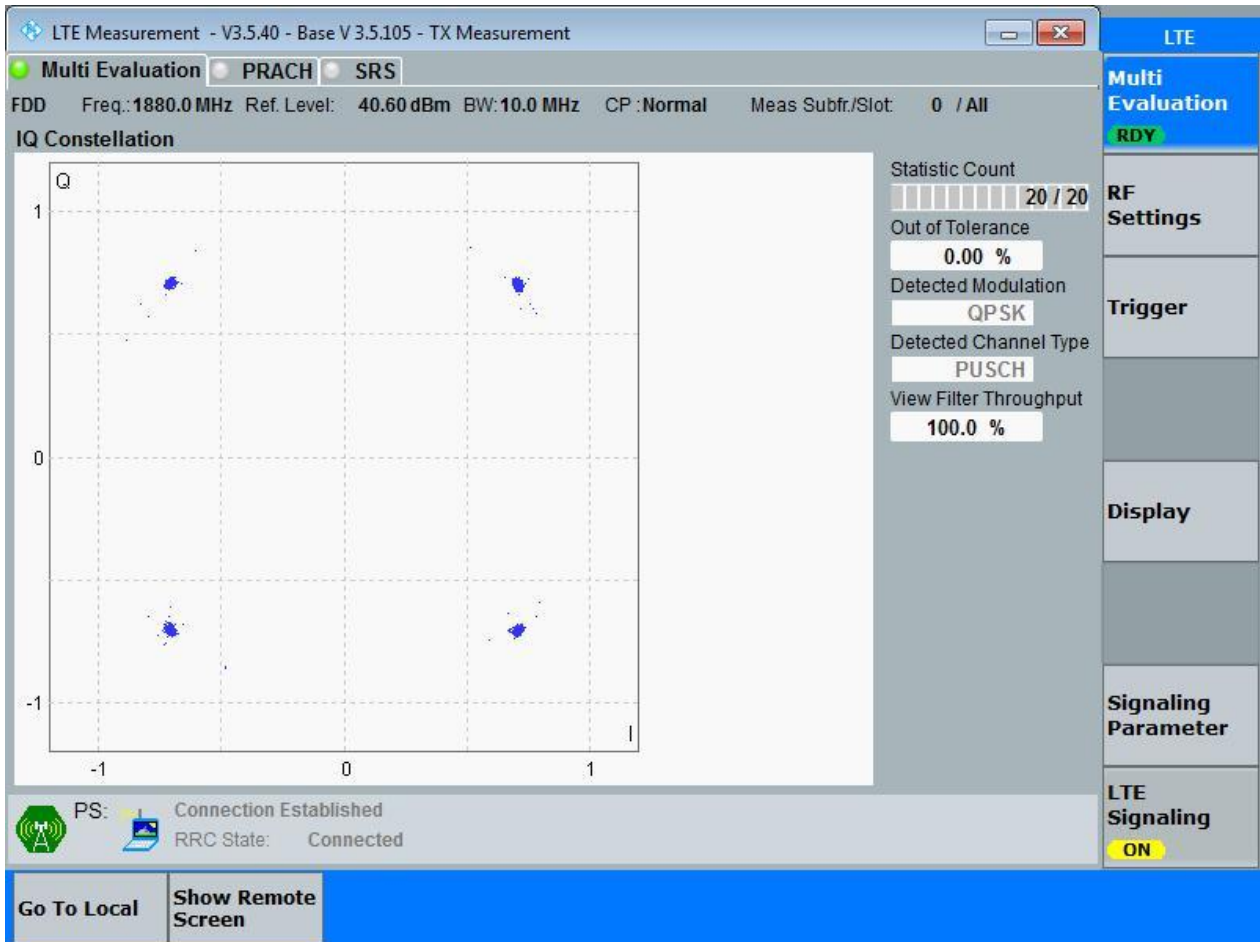 LTE Measurement - V3.5.40 - Base V 3.5.105 - TX Measurement
LTE
Multi Evaluation PRACH SRS
Multi
Evaluation
RDY
FDD Freq.: 1880.0 MHz Ref. Level: 40.60 dBm BW: 10.0 MHz CP : Normal Meas Subfr./Slot: 0 / All
IQ Constellation
Q
1
0
-1
-1 0 1
I
Statistic Count
20 / 20
Out of Tolerance
0.00 %
Detected Modulation
QPSK
Detected Channel Type
PUSCH
View Filter Throughput
100.0 %
RF
Settings
Trigger
Display
Signaling
Parameter
LTE
Signaling
ON
PS: Connection Established
RRC State: Connected
Go To Local
Show Remote
Screen